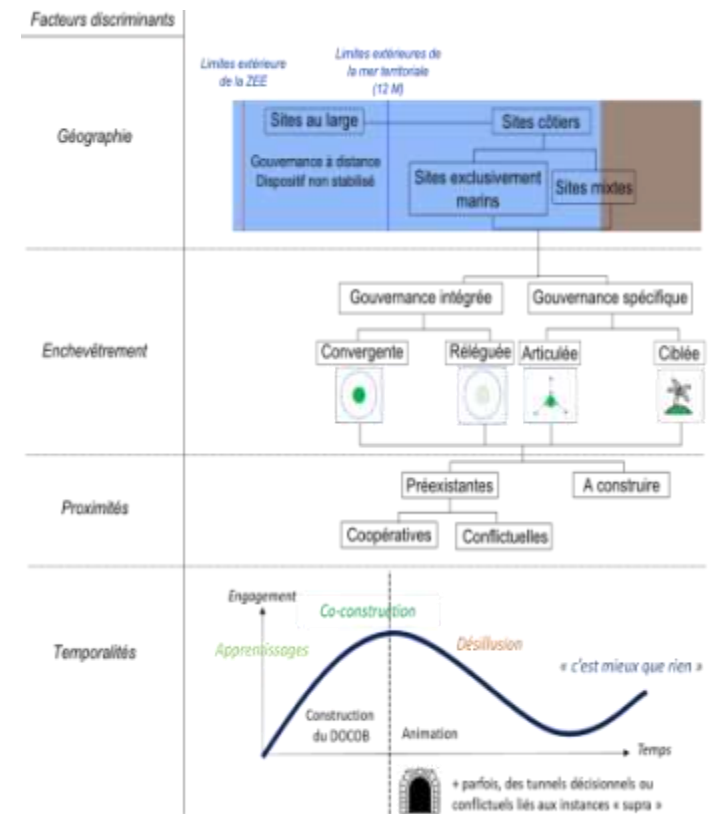 Facteurs discriminants
Limites extérieure
de la ZEE
Limites extérieures de
la mer territoriale
(12 M)
Géographie
Sites au large
Sites côtiers
Gouvernance à distance
Dispositif non stabilisé
Sites exclusivement
marins
Sites mixtes
Enchevêtrement
Gouvernance intégrée
Gouvernance spécifique
Convergente
Réléguée
Articulée
Ciblée
Proximités
Préexistantes
A construire
Coopératives
Conflictuelles
Temporalités
Engagement
Co-construction
Apprentissages
Désillusion
« c'est mieux que rien »
Construction
du DOCOB
Animation
Temps
+ parfois, des tunnels décisionnels ou
conflictuels liés aux instances « supra »